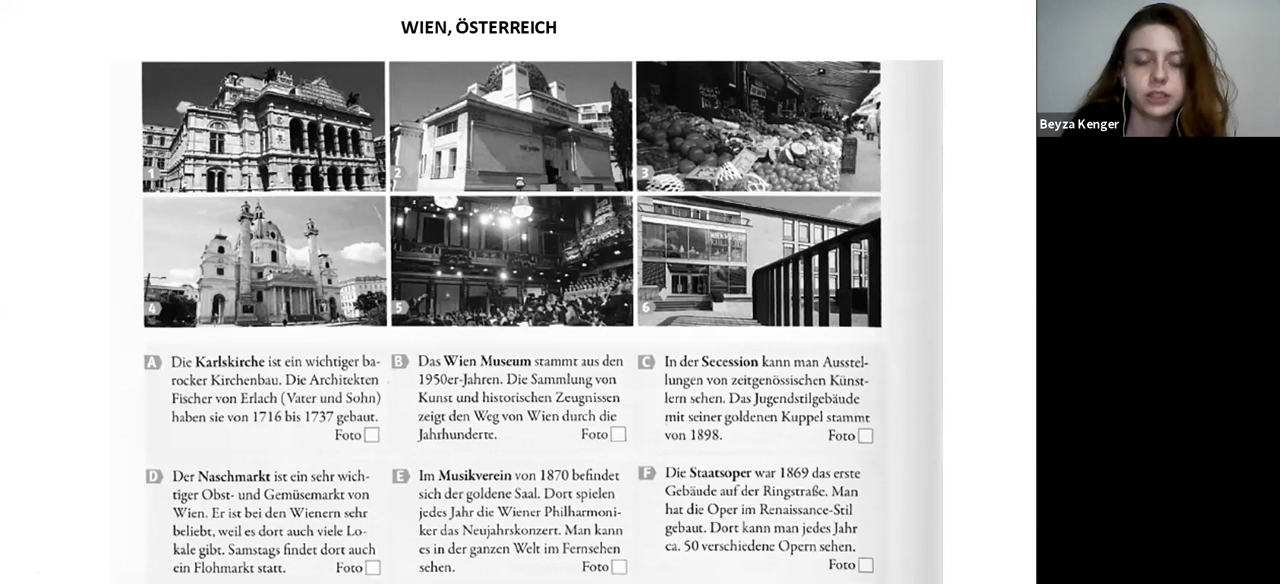 WIEN, ÖSTERREICH
Beyza Kenger
1
2
3
4
5
6
A Die Karlskirche ist ein wichtiger ba-
rocker Kirchenbau. Die Architekten
Fischer von Erlach (Vater und Sohn)
haben sie von 1716 bis 1737 gebaut.
Foto
B Das Wien Museum stammt aus den
1950er-Jahren. Die Sammlung von
Kunst und historischen Zeugnissen
zeigt den Weg von Wien durch die
Jahrhunderte. Foto
C In der Secession kann man Ausstel-
lungen von zeitgenössischen Künst-
lern sehen. Das Jugendstilgebäude
mit seiner goldenen Kuppel stammt
von 1898. Foto
D Der Naschmarkt ist ein sehr wich-
tiger Obst- und Gemüsemarkt von
Wien. Er ist bei den Wienern sehr
beliebt, weil es dort auch viele Lo-
kale gibt. Samstags findet dort auch
ein Flohmarkt statt. Foto
E Im Musikverein von 1870 befindet
sich der goldene Saal. Dort spielen
jedes Jahr die Wiener Philharmoni-
ker das Neujahrskonzert. Man kann
es in der ganzen Welt im Fernsehen
sehen. Foto
F Die Staatsoper war 1869 das erste
Gebäude auf der Ringstraße. Man
hat die Oper im Renaissance-Stil
gebaut. Dort kann man jedes Jahr
ca. 50 verschiedene Opern sehen.
Foto